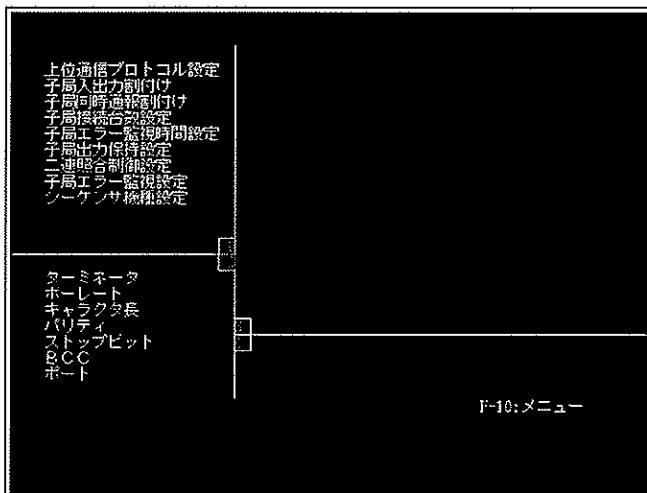 上位通信プロトコル設定
子局入出力割付け
子局同時通報割付け
子局接続台数設定
子局エラー監視時間設定
子局出力保持設定
二連照合制御設定
子局エラー監視設定
シーケンサ機種設定
ターミネータ
ボーレート
キャラクタ長
パリティ
ストップビット
BCC
ポート
F-10:メニュー